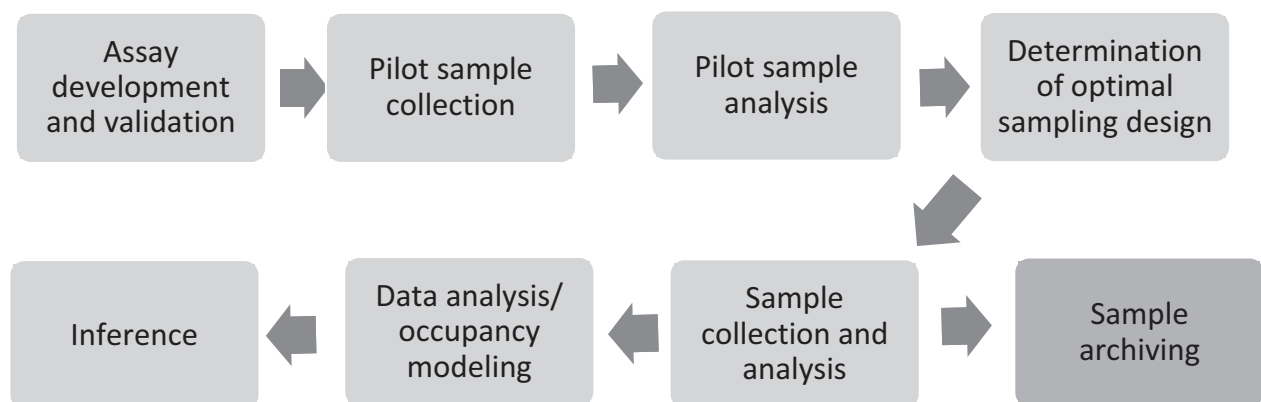 Assay
development
and validation
Pilot sample
collection
Pilot sample
analysis
Determination
of optimal
sampling design
Inference
Data analysis/
occupancy
modeling
Sample
collection and
analysis
Sample
archiving